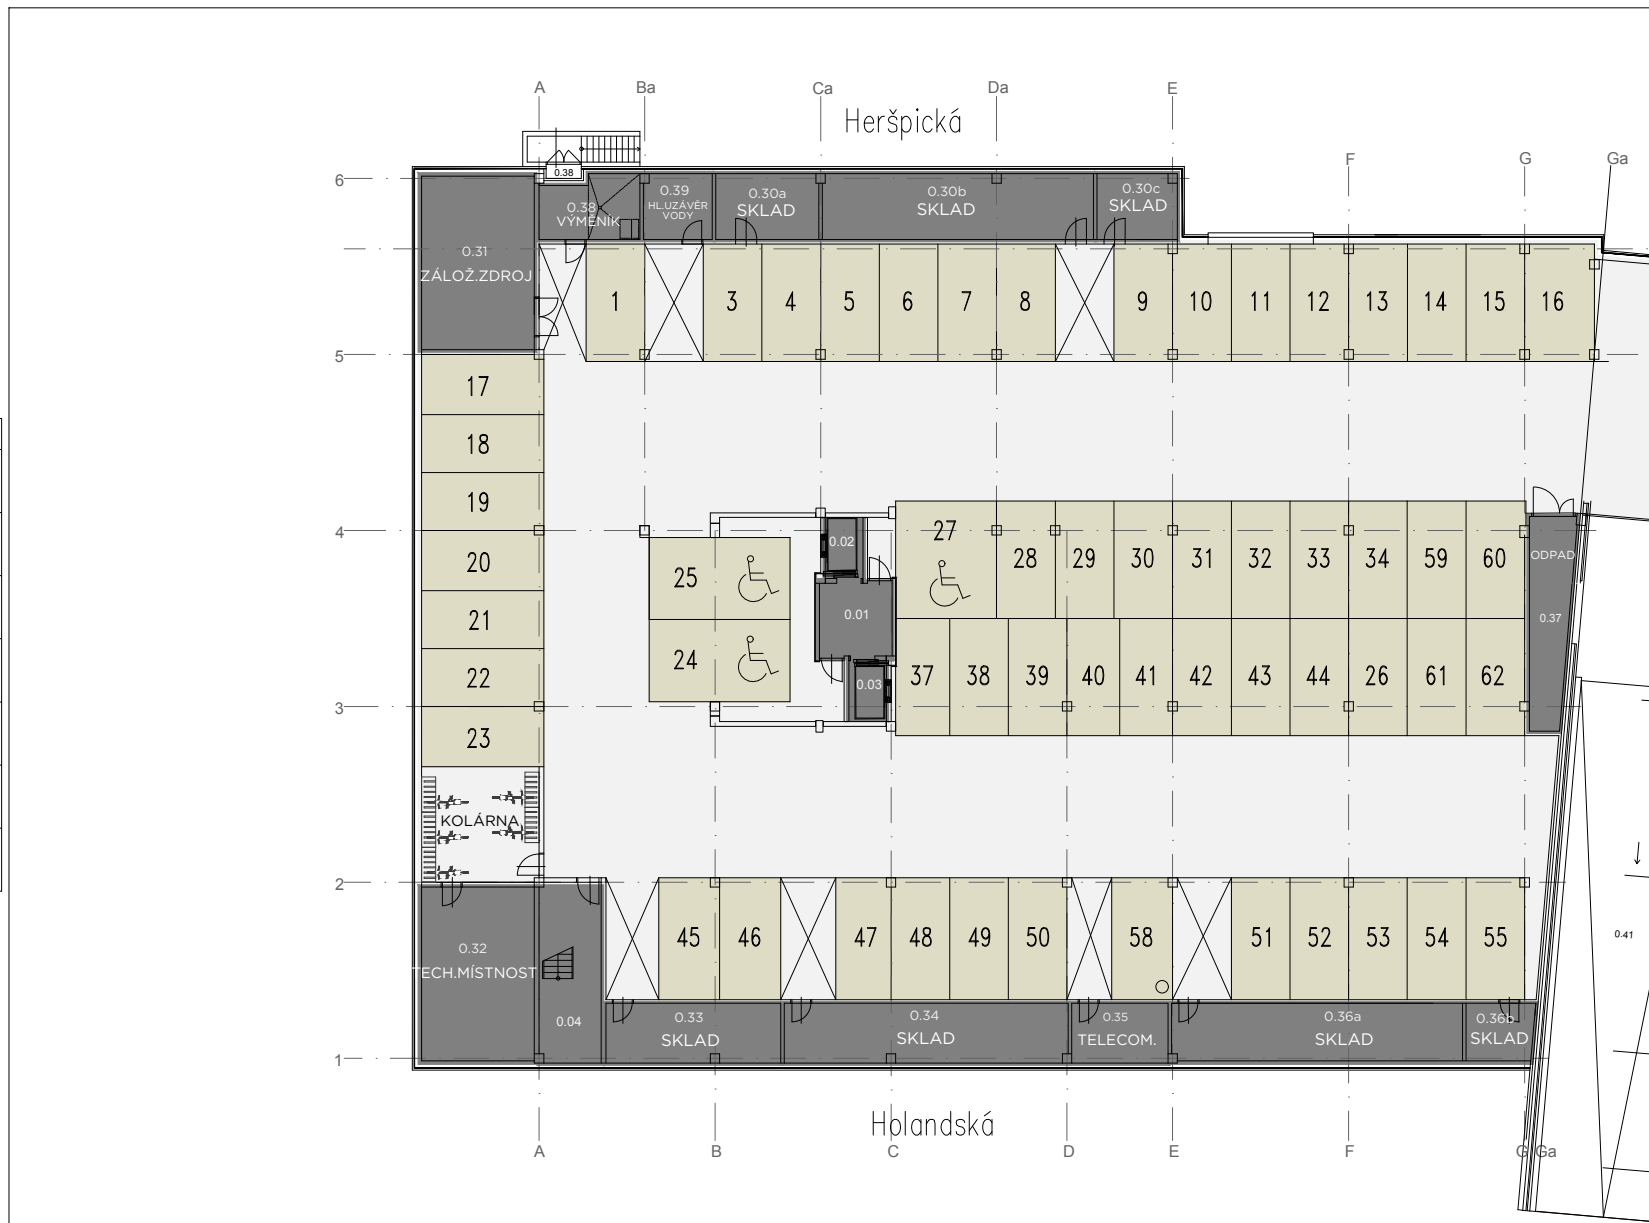 A
Ba
Ca
Da
E
Heršpická
F
G
Ga
6
0.38
0.31
ZÁLOŽ.ZDROJ
0.38
VÝMĚNÍK
0.39
HL.UZÁVĚR
VODY
0.30a
SKLAD
0.30b
SKLAD
0.30c
SKLAD
1
3
4
5
6
7
8
9
10
11
12
13
14
15
16
5
17
18
19
20
21
22
23
4
25
24
0.02
0.01
0.03
27
28
29
30
31
32
33
34
59
60
ODPAD
0.37
37
38
39
40
41
42
43
44
26
61
62
3
KOLÁRNA
2
45
46
47
48
49
50
58
51
52
53
54
55
0.41
0.32
TECH.MÍSTNOST
0.04
0.33
SKLAD
0.34
SKLAD
0.35
TELECOM.
0.36a
SKLAD
0.36b
SKLAD
1
Holandská
A
B
C
D
E
F
G
Ga